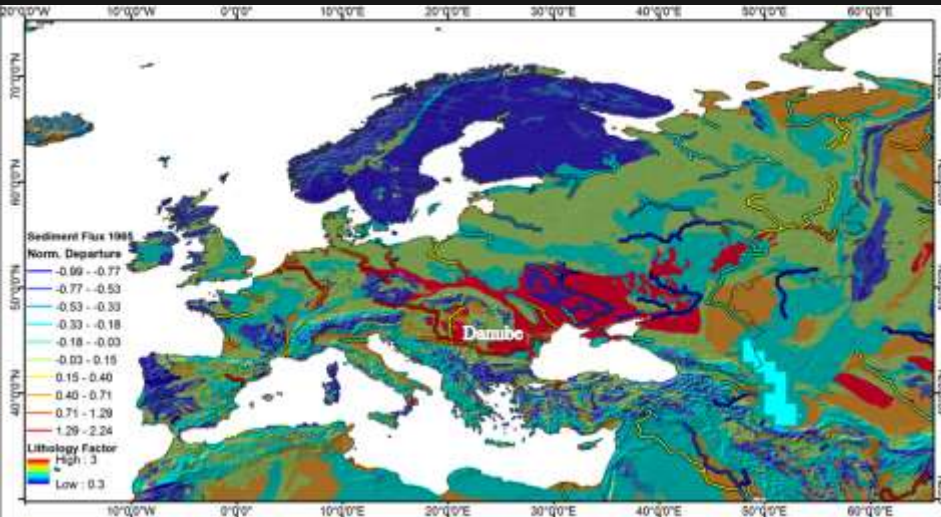 20°0'0"W 10°0'0"W 0°0'0" 10°0'0"E 20°0'0"E 30°0'0"E 40°0'0"E 50°0'0"E 60°0'0"E
70°0'0"N
60°0'0"N
50°0'0"N
40°0'0"N
Sediment Flux 1985
Norm. Departure
-0.99 - -0.77
-0.77 - -0.53
-0.53 - -0.33
-0.33 - -0.18
-0.18 - -0.03
-0.03 - 0.15
0.15 - 0.40
0.40 - 0.71
0.71 - 1.29
1.29 - 2.24
Lithology Factor
High : 3
Low : 0.3
Danube
10°0'0"W 0°0'0" 10°0'0"E 20°0'0"E 30°0'0"E 40°0'0"E 50°0'0"E 60°0'0"E